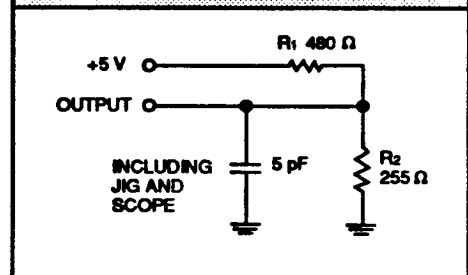 R1 480 Ω
+5 V
OUTPUT
INCLUDING
JIG AND
SCOPE
5 pF
R2
255 Ω